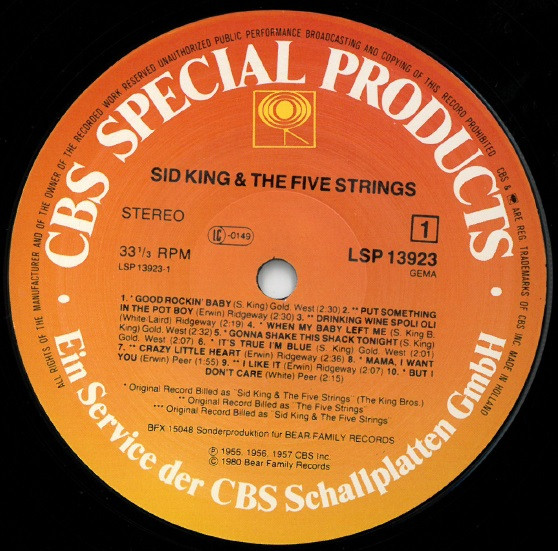 ALL RIGHTS OF THE MANUFACTURER AND OF THE OWNER OF THE RECORDED WORK RESERVED UNAUTHORIZED PUBLIC PERFORMANCE BROADCASTING AND COPYING OF THIS RECORD PROHIBITED CBS & ARE REG. TRADEMARKS OF CBS INC MADE IN HOLLAND
CBS SPECIAL PRODUCTS
SID KING & THE FIVE STRINGS
STEREO
IC -0149
1
33 1/3 RPM
LSP 13923
LSP 13923-1
GEMA
1. * GOOD ROCKIN' BABY (S. King) Gold. West (2:30) 2. ** PUT SOMETHING
IN THE POT BOY (Erwin) Ridgeway (2:30) 3. ** DRINKING WINE SPOLI OLI
(White Laird) Ridgeway (2:19) 4. * WHEN MY BABY LEFT ME (S. King B.
King) Gold. West (2:32) 5. * GONNA SHAKE THIS SHACK TONIGHT (S. King)
Gold. West (2:07) 6. * IT'S TRUE I'M BLUE (S. King) Gold. West (2:01)
7. ** CRAZY LITTLE HEART (Erwin) Ridgeway (2:36) 8. * MAMA, I WANT
YOU (Erwin) Peer (1:55) 9. ** I LIKE IT (Erwin) Peer (2:07) 10. * BUT I
DON'T CARE (White) Peer (2:15)
* Original Record Billed as "Sid King & The Five Strings" (The King Bros.)
** Original Record Billed as "The Five Strings"
*** Original Record Billed as "Sid King & The Five Strings"
BFX 15048 Sonderproduktion für BEAR FAMILY RECORDS
℗ 1955, 1956, 1957 CBS Inc.
© 1980 Bear Family Records
Ein Service der CBS Schallplatten GmbH